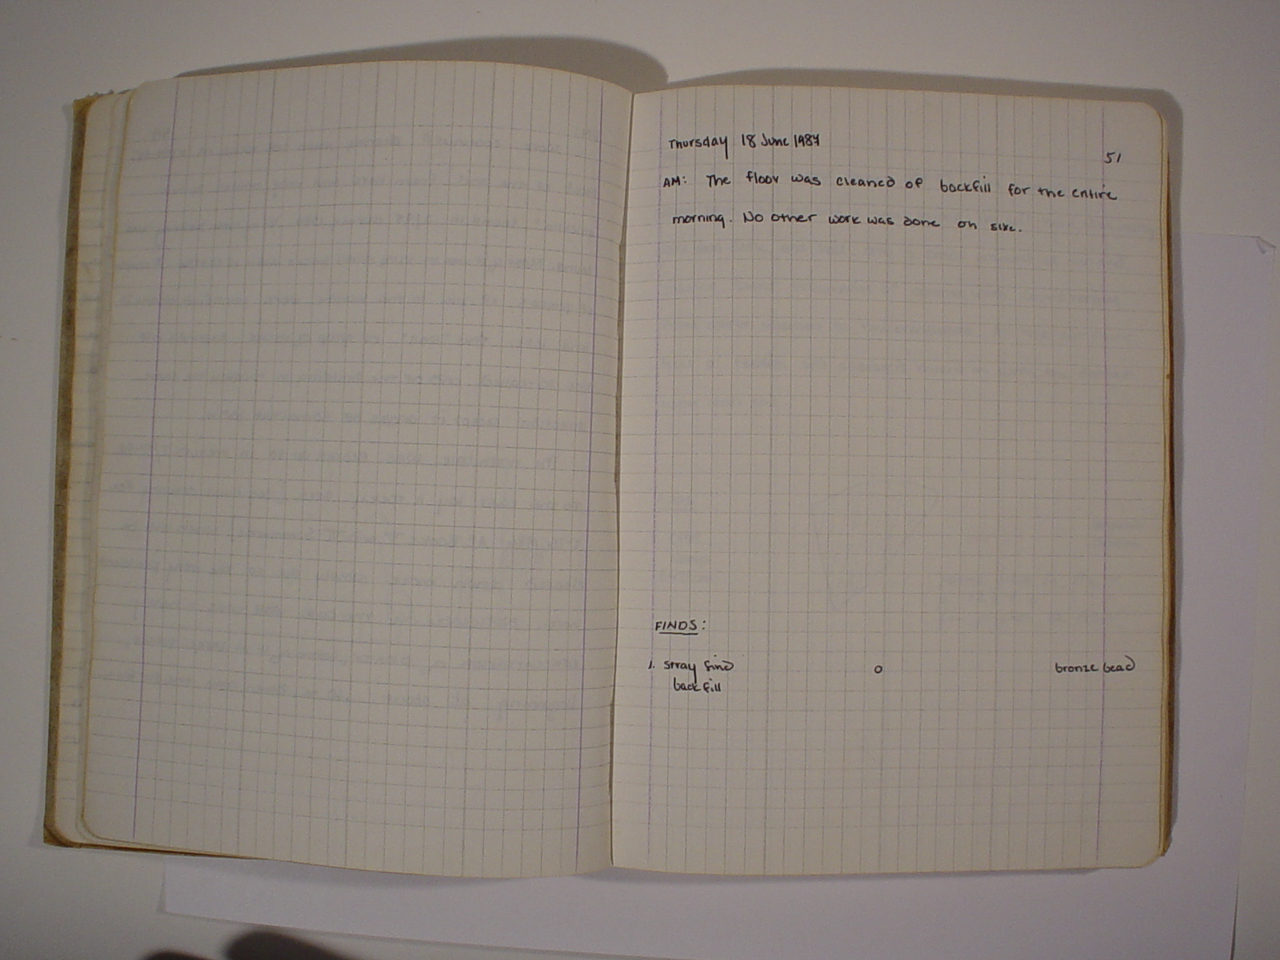 Thursday 18 June 1987
51
AM: The floor was cleaned of backfill for the entire
morning. No other work was done on site.
FINDS:
1. stray find bronze bead
backfill